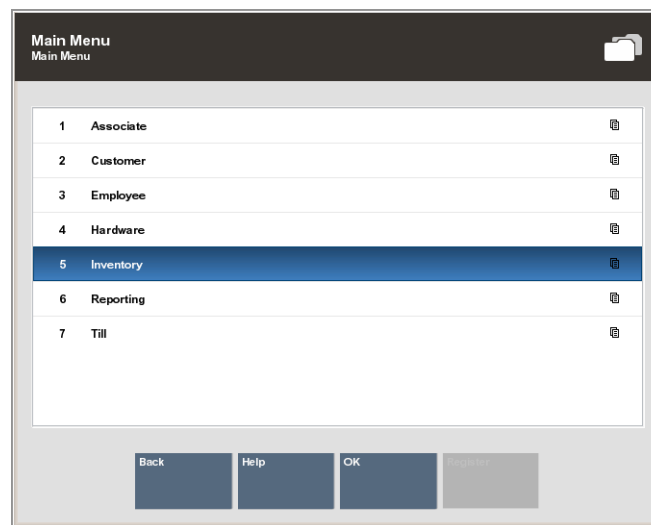 Main Menu
Main Menu
1 Associate
2 Customer
3 Employee
4 Hardware
5 Inventory
6 Reporting
7 Till
Back Help OK Register